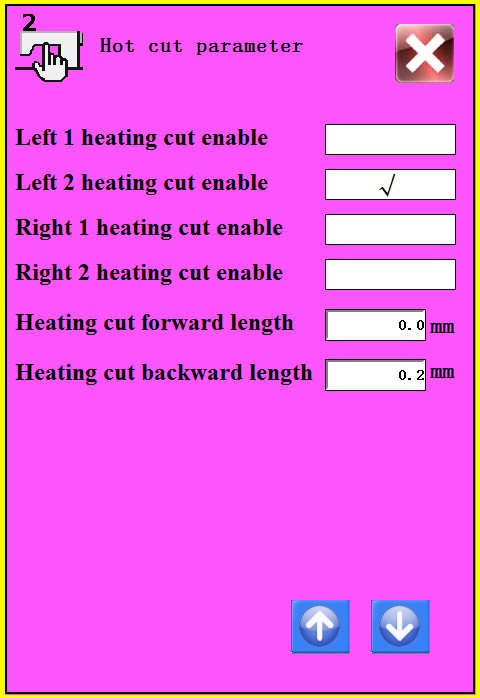 2
Hot cut parameter
Left 1 heating cut enable
Left 2 heating cut enable √
Right 1 heating cut enable
Right 2 heating cut enable
Heating cut forward length 0.0 mm
Heating cut backward length 0.2 mm